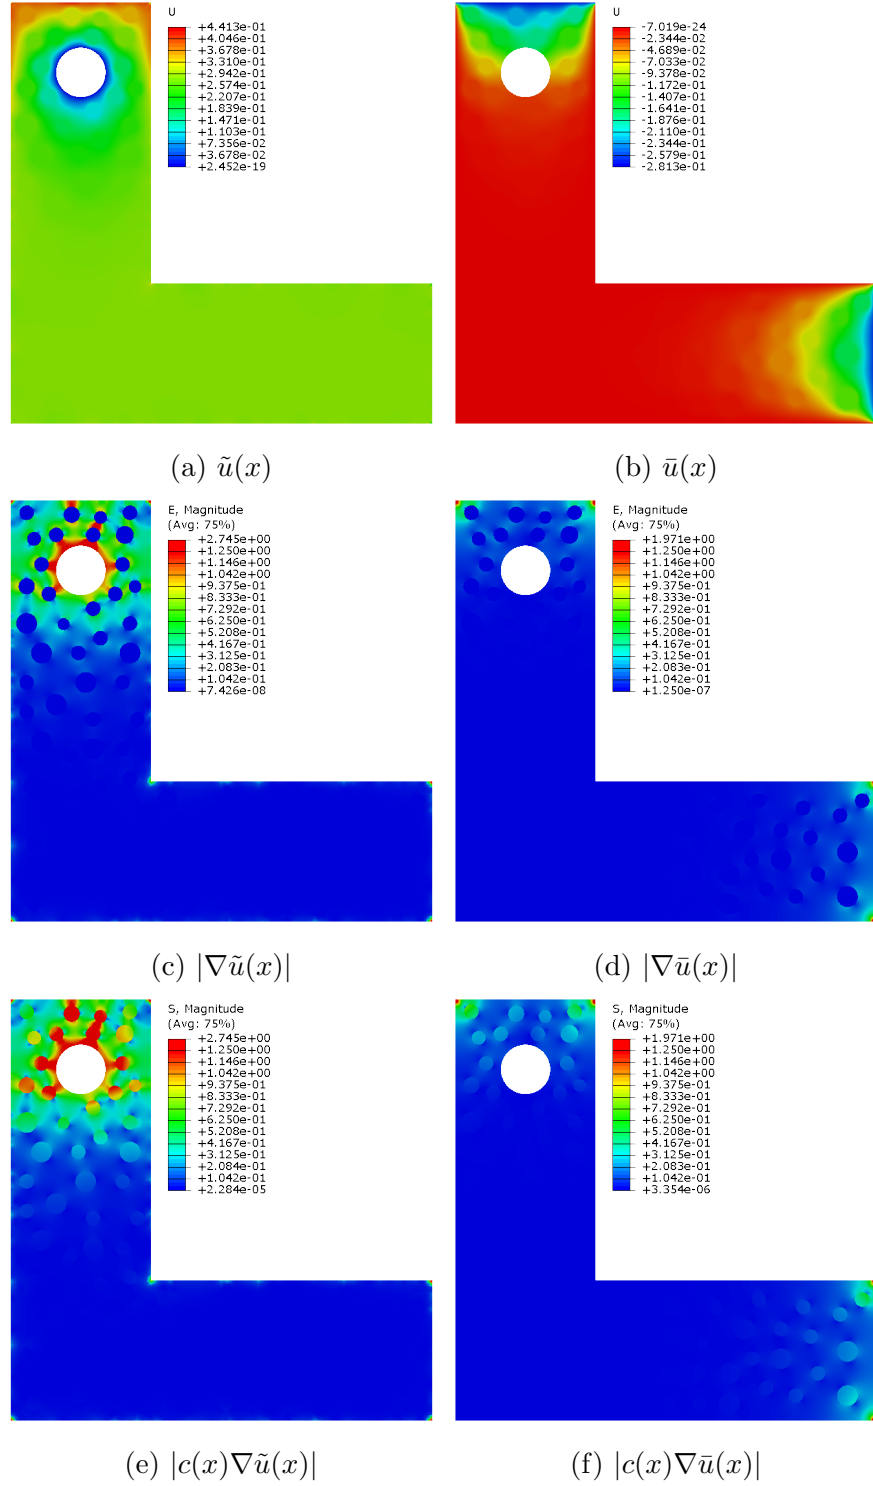 U
+4.413e-01
+4.046e-01
+3.678e-01
+3.310e-01
+2.942e-01
+2.574e-01
+2.207e-01
+1.839e-01
+1.471e-01
+1.103e-01
+7.356e-02
+3.678e-02
+2.452e-19
U
-7.019e-24
-2.344e-02
-4.689e-02
-7.033e-02
-9.378e-02
-1.172e-01
-1.407e-01
-1.641e-01
-1.876e-01
-2.110e-01
-2.344e-01
-2.579e-01
-2.813e-01
(a) ũ(x)
(b) ū(x)
E, Magnitude
(Avg: 75%)
+2.745e+00
+1.250e+00
+1.146e+00
+1.042e+00
+9.375e-01
+8.333e-01
+7.292e-01
+6.250e-01
+5.208e-01
+4.167e-01
+3.125e-01
+2.083e-01
+1.042e-01
+7.426e-08
E, Magnitude
(Avg: 75%)
+1.971e+00
+1.250e+00
+1.146e+00
+1.042e+00
+9.375e-01
+8.333e-01
+7.292e-01
+6.250e-01
+5.208e-01
+4.167e-01
+3.125e-01
+2.083e-01
+1.042e-01
+1.250e-07
(c) |∇ũ(x)|
(d) |∇ū(x)|
S, Magnitude
(Avg: 75%)
+2.745e+00
+1.250e+00
+1.146e+00
+1.042e+00
+9.375e-01
+8.333e-01
+7.292e-01
+6.250e-01
+5.208e-01
+4.167e-01
+3.125e-01
+2.084e-01
+1.042e-01
+2.284e-05
S, Magnitude
(Avg: 75%)
+1.971e+00
+1.250e+00
+1.146e+00
+1.042e+00
+9.375e-01
+8.333e-01
+7.292e-01
+6.250e-01
+5.208e-01
+4.167e-01
+3.125e-01
+2.083e-01
+1.042e-01
+3.354e-06
(e) |c(x)∇ũ(x)|
(f) |c(x)∇ū(x)|